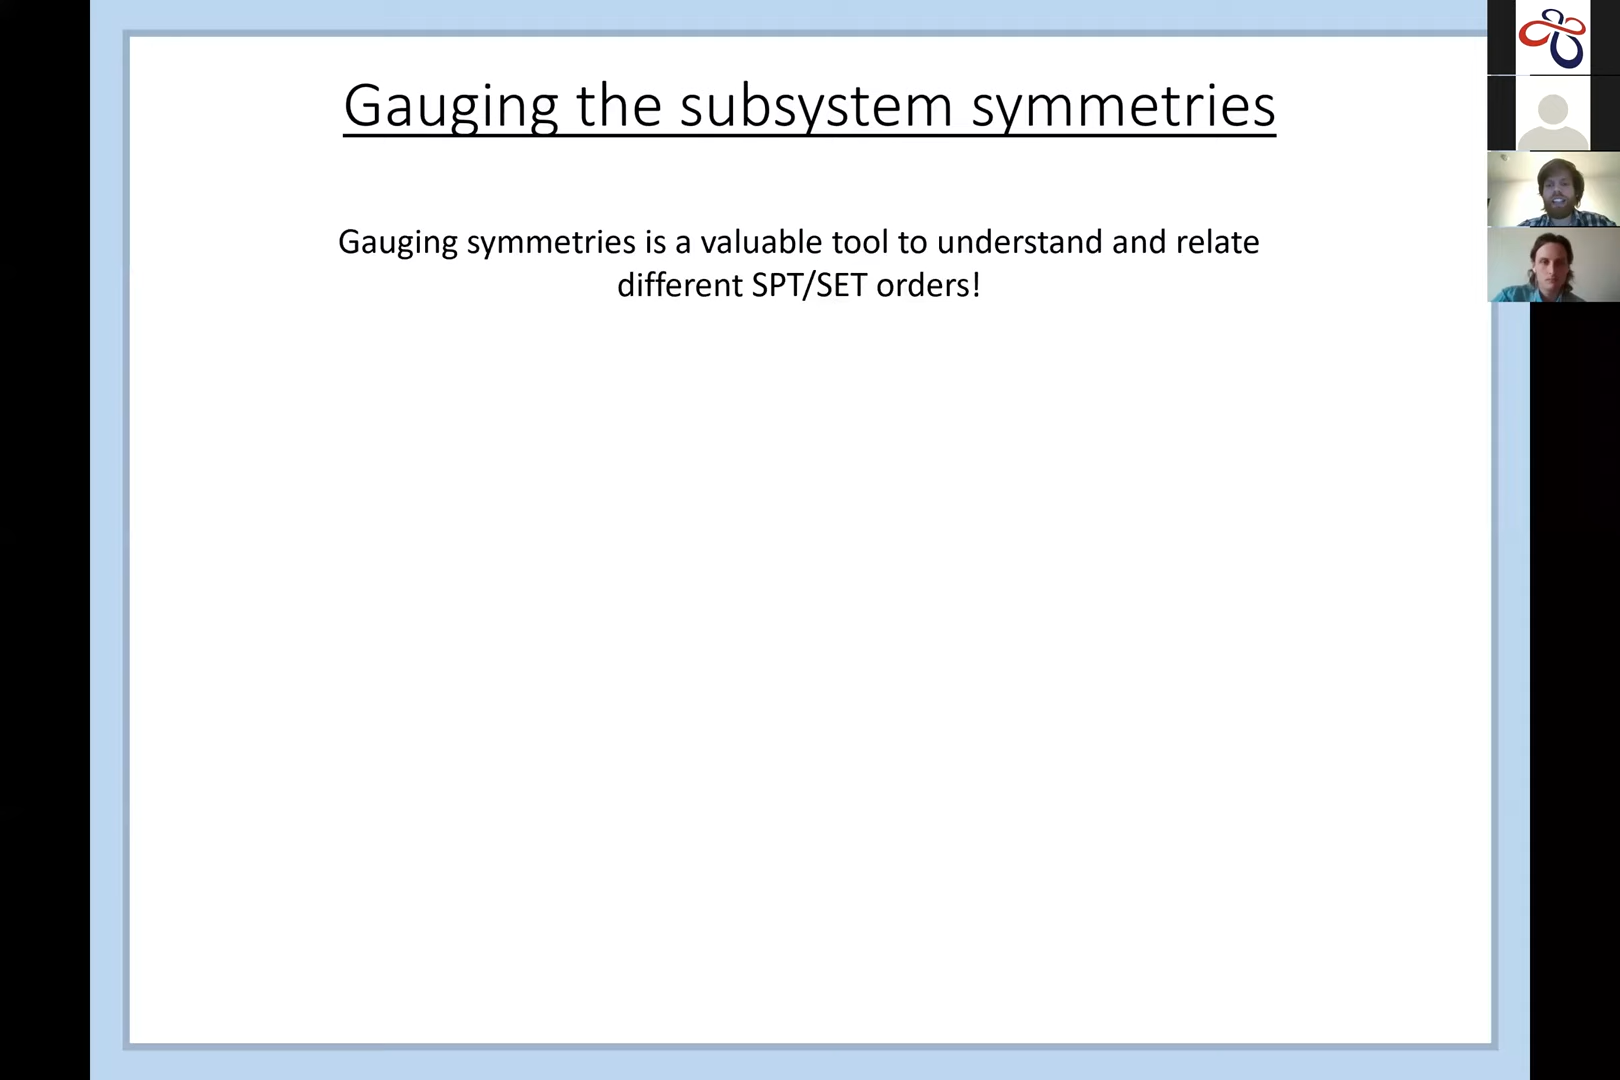 Gauging the subsystem symmetries
Gauging symmetries is a valuable tool to understand and relate
different SPT/SET orders!